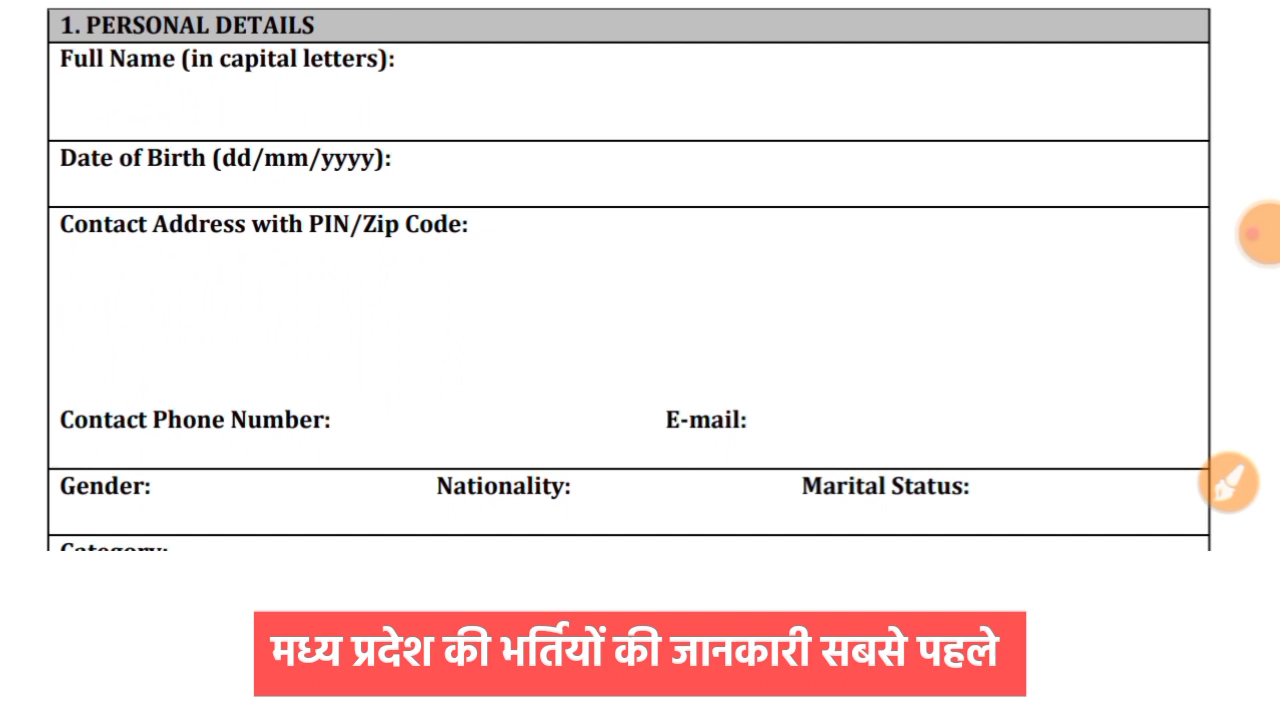 1. PERSONAL DETAILS
Full Name (in capital letters):
Date of Birth (dd/mm/yyyy):
Contact Address with PIN/Zip Code:
Contact Phone Number: E-mail:
Gender: Nationality: Marital Status:
Category:
मध्य प्रदेश की भर्तियों की जानकारी सबसे पहले